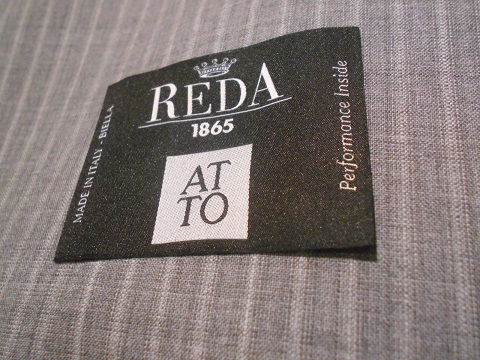 REDA
1865
AT
TO
MADE IN ITALY - BIELLA
Performance Inside